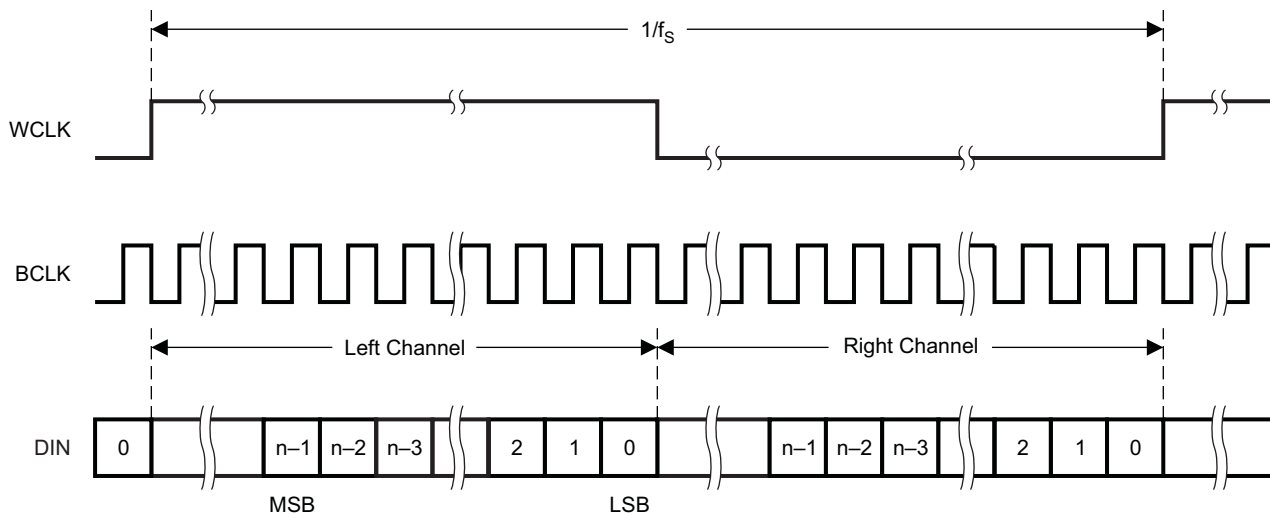 1/fS
WCLK
BCLK
Left Channel
Right Channel
DIN
0
n–1
n–2
n–3
2
1
0
n–1
n–2
n–3
2
1
0
MSB
LSB